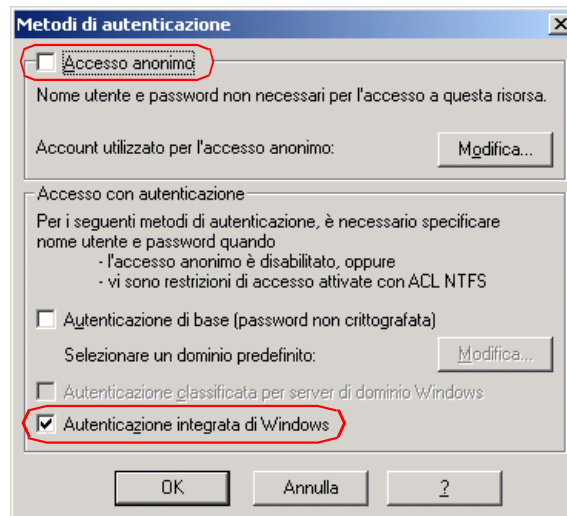 Metodi di autenticazione
Accesso anonimo
Nome utente e password non necessari per l'accesso a questa risorsa.
Account utilizzato per l'accesso anonimo:
Modifica...
Accesso con autenticazione
Per i seguenti metodi di autenticazione, è necessario specificare
nome utente e password quando
- l'accesso anonimo è disabilitato, oppure
- vi sono restrizioni di accesso attivate con ACL NTFS
Autenticazione di base (password non crittografata)
Selezionare un dominio predefinito:
Modifica...
Autenticazione classificata per server di dominio Windows
Autenticazione integrata di Windows
OK
Annulla
?